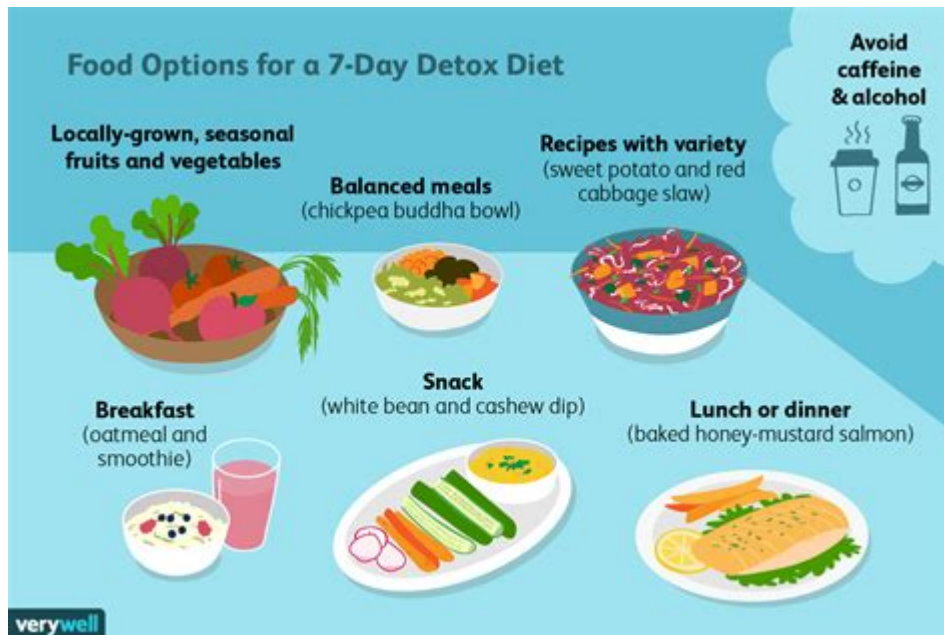 Food Options for a 7-Day Detox Diet
Avoid
caffeine
& alcohol
Locally-grown, seasonal
fruits and vegetables
Balanced meals
(chickpea buddha bowl)
Recipes with variety
(sweet potato and red
cabbage slaw)
Breakfast
(oatmeal and
smoothie)
Snack
(white bean and cashew dip)
Lunch or dinner
(baked honey-mustard salmon)
verywell